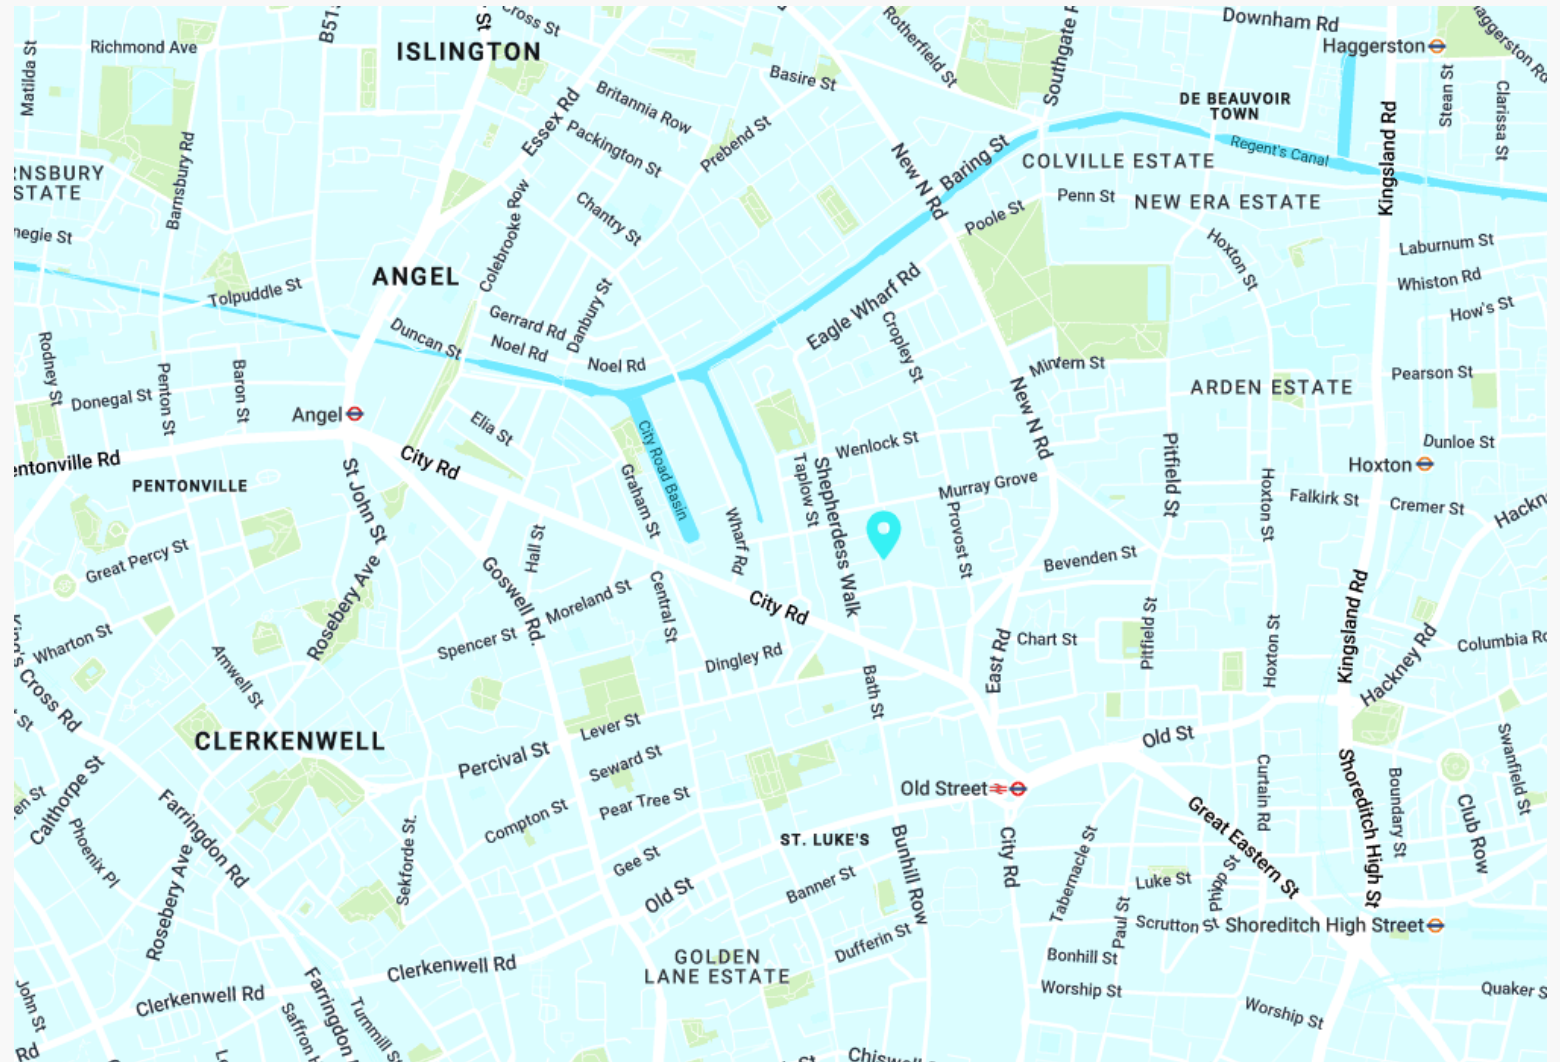 Cross St
Downham Rd
Haggerston
Haggerston Rd
Richmond Ave
ISLINGTON
Rotherfield St
Southgate
Matilda St
Basire St
Stean St
Clarissa St
Britannia Row
DE BEAUVOIR
TOWN
Essex Rd
Packington St
Prebend St
Kingsland Rd
Baring St
New N Rd
Regent's Canal
COLVILLE ESTATE
Barnsbury Rd
RNSBURY
STATE
Penn St
NEW ERA ESTATE
Colebrooke Row
Chantry St
Poole St
negie St
Hoxton St
Laburnum St
ANGEL
Whiston Rd
Tolpuddle St
Eagle Wharf Rd
How's St
Danbury St
Gerrard Rd
Duncan St
Noel Rd
Noel Rd
Cropley St
Rodney St
Penton St
Baron St
Mintern St
Pearson St
ARDEN ESTATE
Donegal St
Angel
Elia St
New N Rd
Wenlock St
Dunloe St
entonville Rd
City Rd
City Road Basin
Pitfield St
Hoxton
PENTONVILLE
St John St
Graham St
Taplow St
Shepherdess Walk
Murray Grove
Hoxton St
Falkirk St
Cremer St
Hackn
Wharf Rd
Provost St
Great Percy St
Hall St
Bevenden St
Goswell Rd.
Rosebery Ave
Moreland St
Central St
City Rd
Kingsland Rd
Wharton St
Spencer St
Chart St
Pitfield St
Hoxton St
Hackney Rd
Columbia Rd
King's Cross Rd
Amwell St
Dingley Rd
East Rd
Bath St
CLERKENWELL
Lever St
Old St
Percival St
Seward St
Swanfield St
Calthorpe St
Old Street
Curtain Rd
Shoreditch High St
Boundary St
Pear Tree St
Compton St
Farringdon Rd
Great Eastern St
Club Row
Phoenix Pl
Sekforde St.
ST. LUKE'S
Bunhill Row
City Rd
Tabernacle St
Gee St
Banner St
Luke St
Phipp St
Old St
Rosebery Ave
Paul St
Scrutton St
Shoreditch High Street
Dufferin St
GOLDEN
LANE ESTATE
Bonhill St
Clerkenwell Rd
Clerkenwell Rd
Farringdon
Worship St
Worship St
Quaker S
John St
Saffron
Turnmill St
Rd
Chiswell